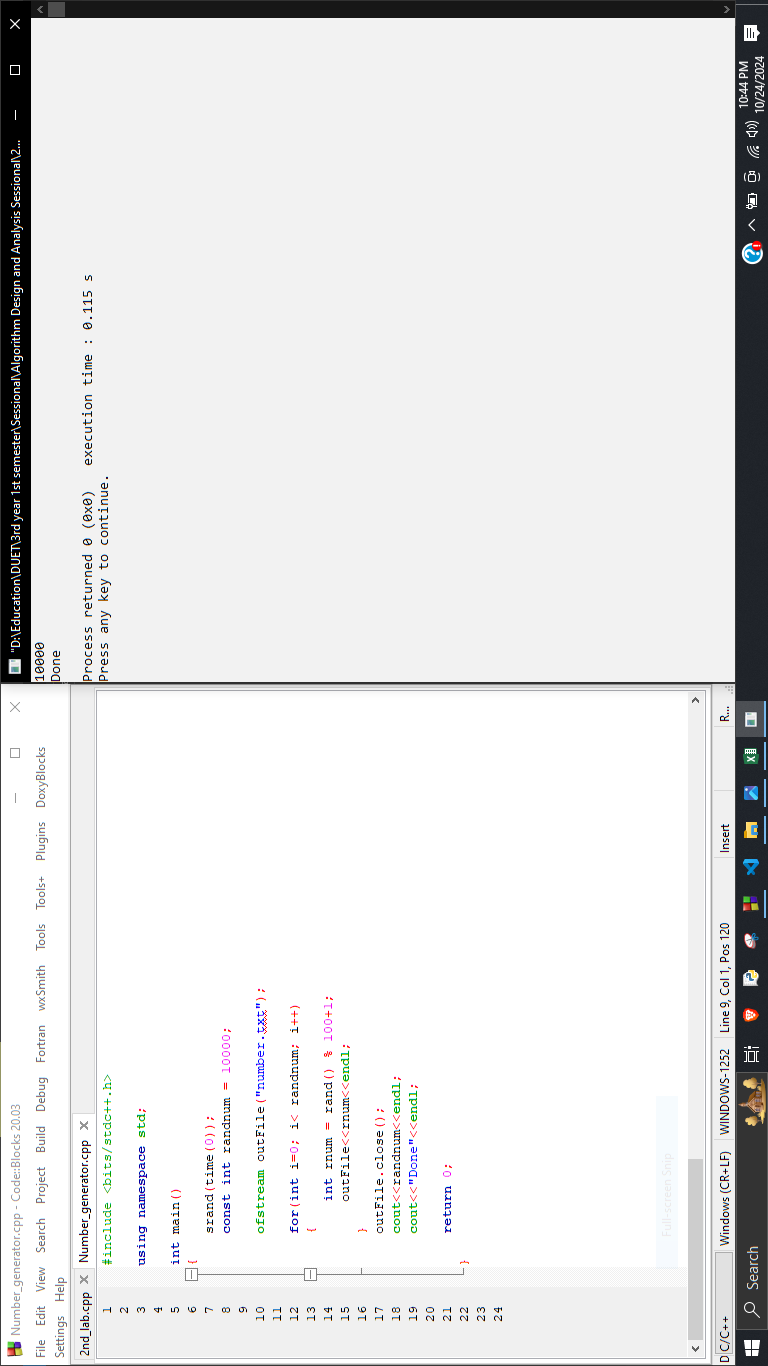 Number_generator.cpp - Code::Blocks 20.03
File Edit View Search Project Build Debug Fortran wxSmith Tools Tools+ Plugins DoxyBlocks
Settings Help
2nd_lab.cpp Number_generator.cpp
1 #include <bits/stdc++.h>
2
3 using namespace std;
4
5 int main()
6 {
7 srand(time(0));
8 const int randnum = 10000;
9
10 ofstream outFile("number.txt");
11
12 for(int i=0; i< randnum; i++)
13 {
14 int rnum = rand() % 100+1;
15 outFile<<rnum<<endl;
16 }
17 outFile.close();
18 cout<<randnum<<endl;
19 cout<<"Done"<<endl;
20
21 return 0;
22 }
23
24
Full-screen Snip
D C/C++ Windows (CR+LF) WINDOWS-1252 Line 9, Col 1, Pos 120 Insert R...
"D:\Education\DUET\3rd year 1st semester\Sessional\Algorithm Design and Analysis Sessional\2...
10000
Done
Process returned 0 (0x0) execution time : 0.115 s
Press any key to continue.
Search
10:44 PM
10/24/2024